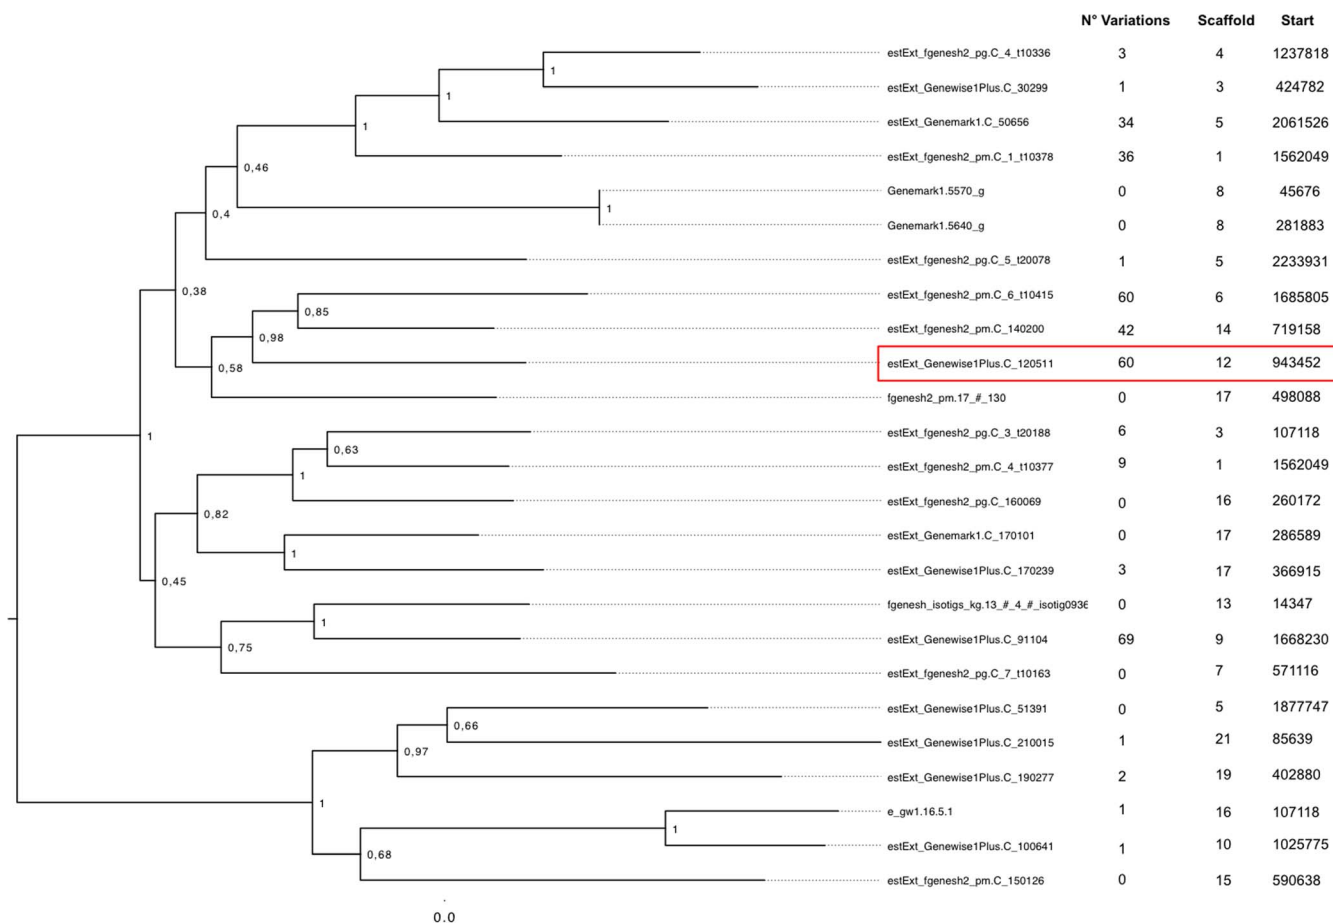 N° Variations Scaffold Start
estExt_fgenesh2_pg.C_4_t10336 3 4 1237818
1
estExt_Genewise1Plus.C_30299 1 3 424782
1
estExt_Genemark1.C_50656 34 5 2061526
1
estExt_fgenesh2_pm.C_1_t10378 36 1 1562049
0,46
Genemark1.5570_g 0 8 45676
1
0,4
Genemark1.5640_g 0 8 281883
estExt_fgenesh2_pg.C_5_t20078 1 5 2233931
0,38
estExt_fgenesh2_pm.C_6_t10415 60 6 1685805
0,85
estExt_fgenesh2_pm.C_140200 42 14 719158
0,98
estExt_Genewise1Plus.C_120511 60 12 943452
0,58
fgenesh2_pm.17_#_130 0 17 498088
estExt_fgenesh2_pg.C_3_t20188 6 3 107118
1
0,63
estExt_fgenesh2_pm.C_4_t10377 9 1 1562049
1
estExt_fgenesh2_pg.C_160069 0 16 260172
0,82
estExt_Genemark1.C_170101 0 17 286589
1
estExt_Genewise1Plus.C_170239 3 17 366915
0,45
fgenesh_isotigs_kg.13_#_4_#_isotig0936 0 13 14347
1
estExt_Genewise1Plus.C_91104 69 9 1668230
0,75
estExt_fgenesh2_pg.C_7_t10163 0 7 571116
estExt_Genewise1Plus.C_51391 0 5 1877747
0,66
estExt_Genewise1Plus.C_210015 1 21 85639
0,97
estExt_Genewise1Plus.C_190277 2 19 402880
1
e_gw1.16.5.1 1 16 107118
1
estExt_Genewise1Plus.C_100641 1 10 1025775
0,68
estExt_fgenesh2_pm.C_150126 0 15 590638
0.0